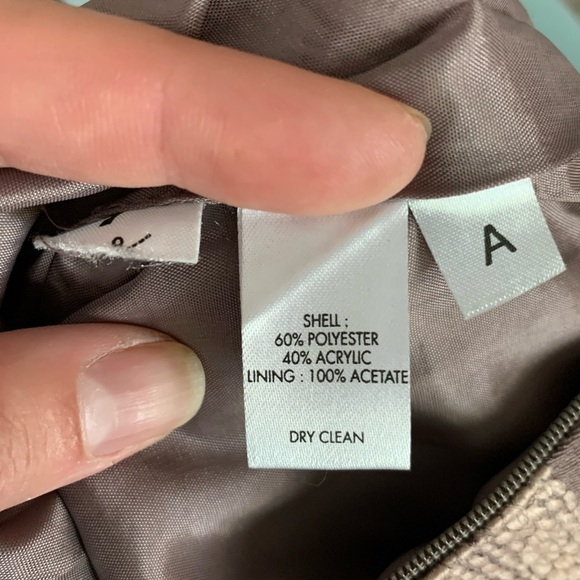 SHELL :
60% POLYESTER
40% ACRYLIC
LINING : 100% ACETATE
DRY CLEAN
A